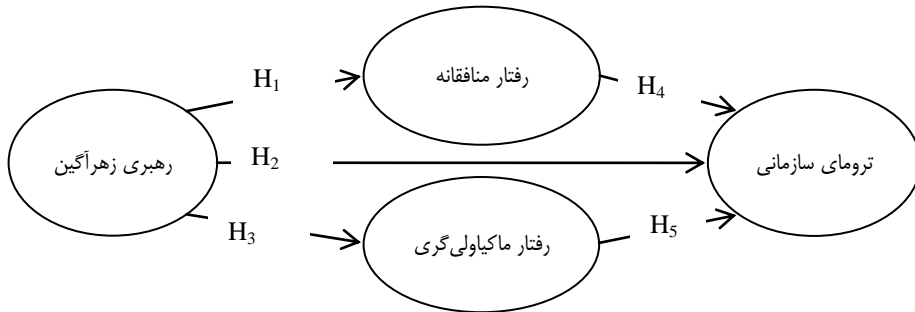 رفتار منافقانه
H₁
H₄
رهبری زهرآگین
H₂
ترومای سازمانی
H₃
رفتار ماکیاولی‌گری
H₅